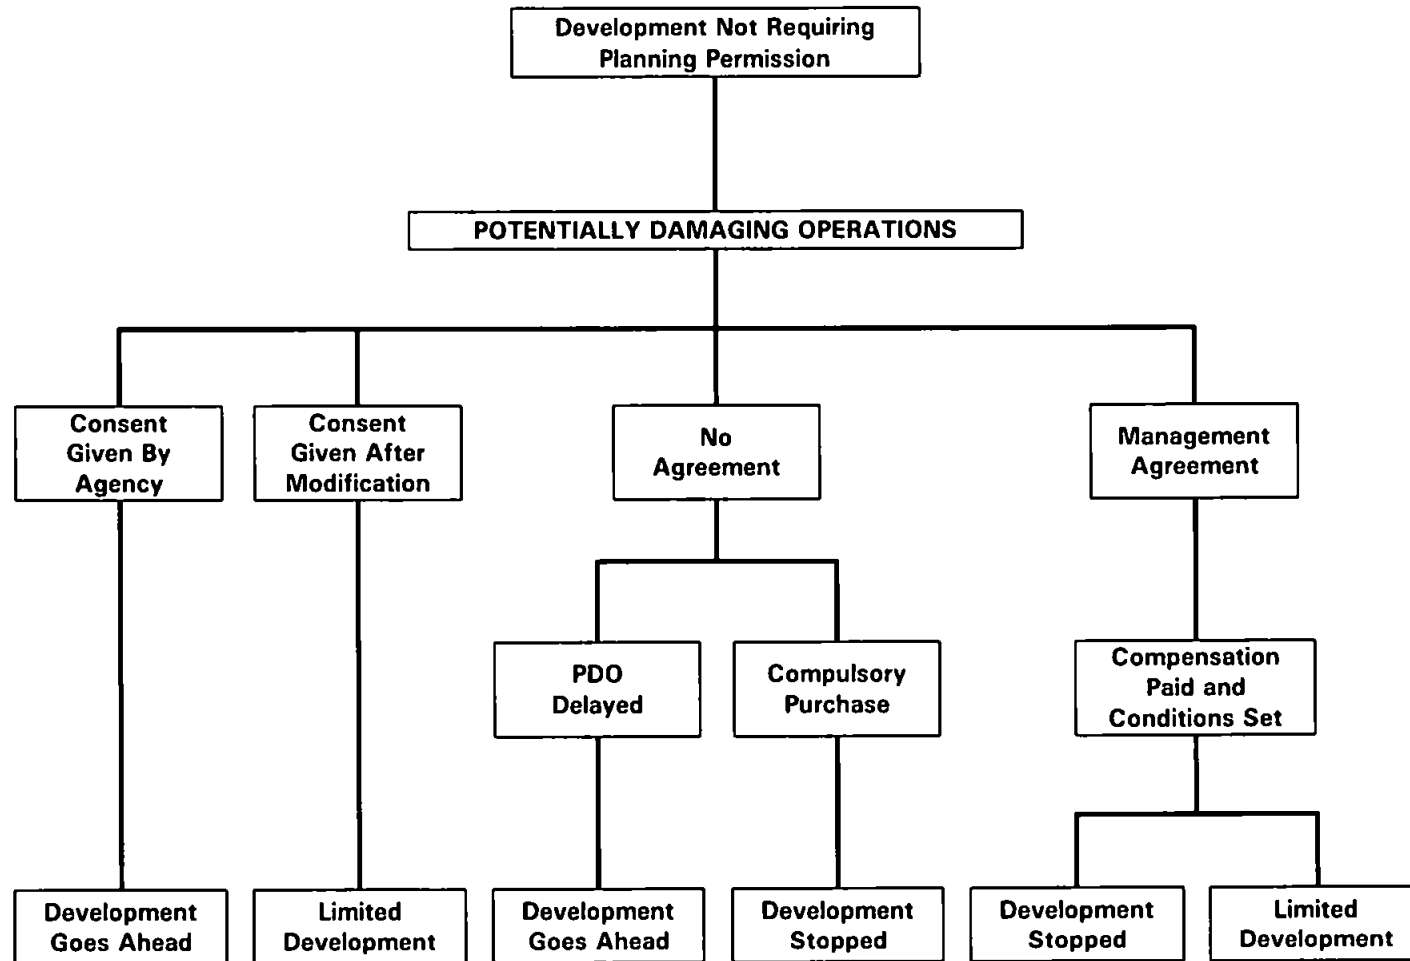 Development Not Requiring
Planning Permission
POTENTIALLY DAMAGING OPERATIONS
Consent
Given By
Agency
Consent
Given After
Modification
No
Agreement
Management
Agreement
PDO
Delayed
Compulsory
Purchase
Compensation
Paid and
Conditions Set
Development
Goes Ahead
Limited
Development
Development
Goes Ahead
Development
Stopped
Development
Stopped
Limited
Development